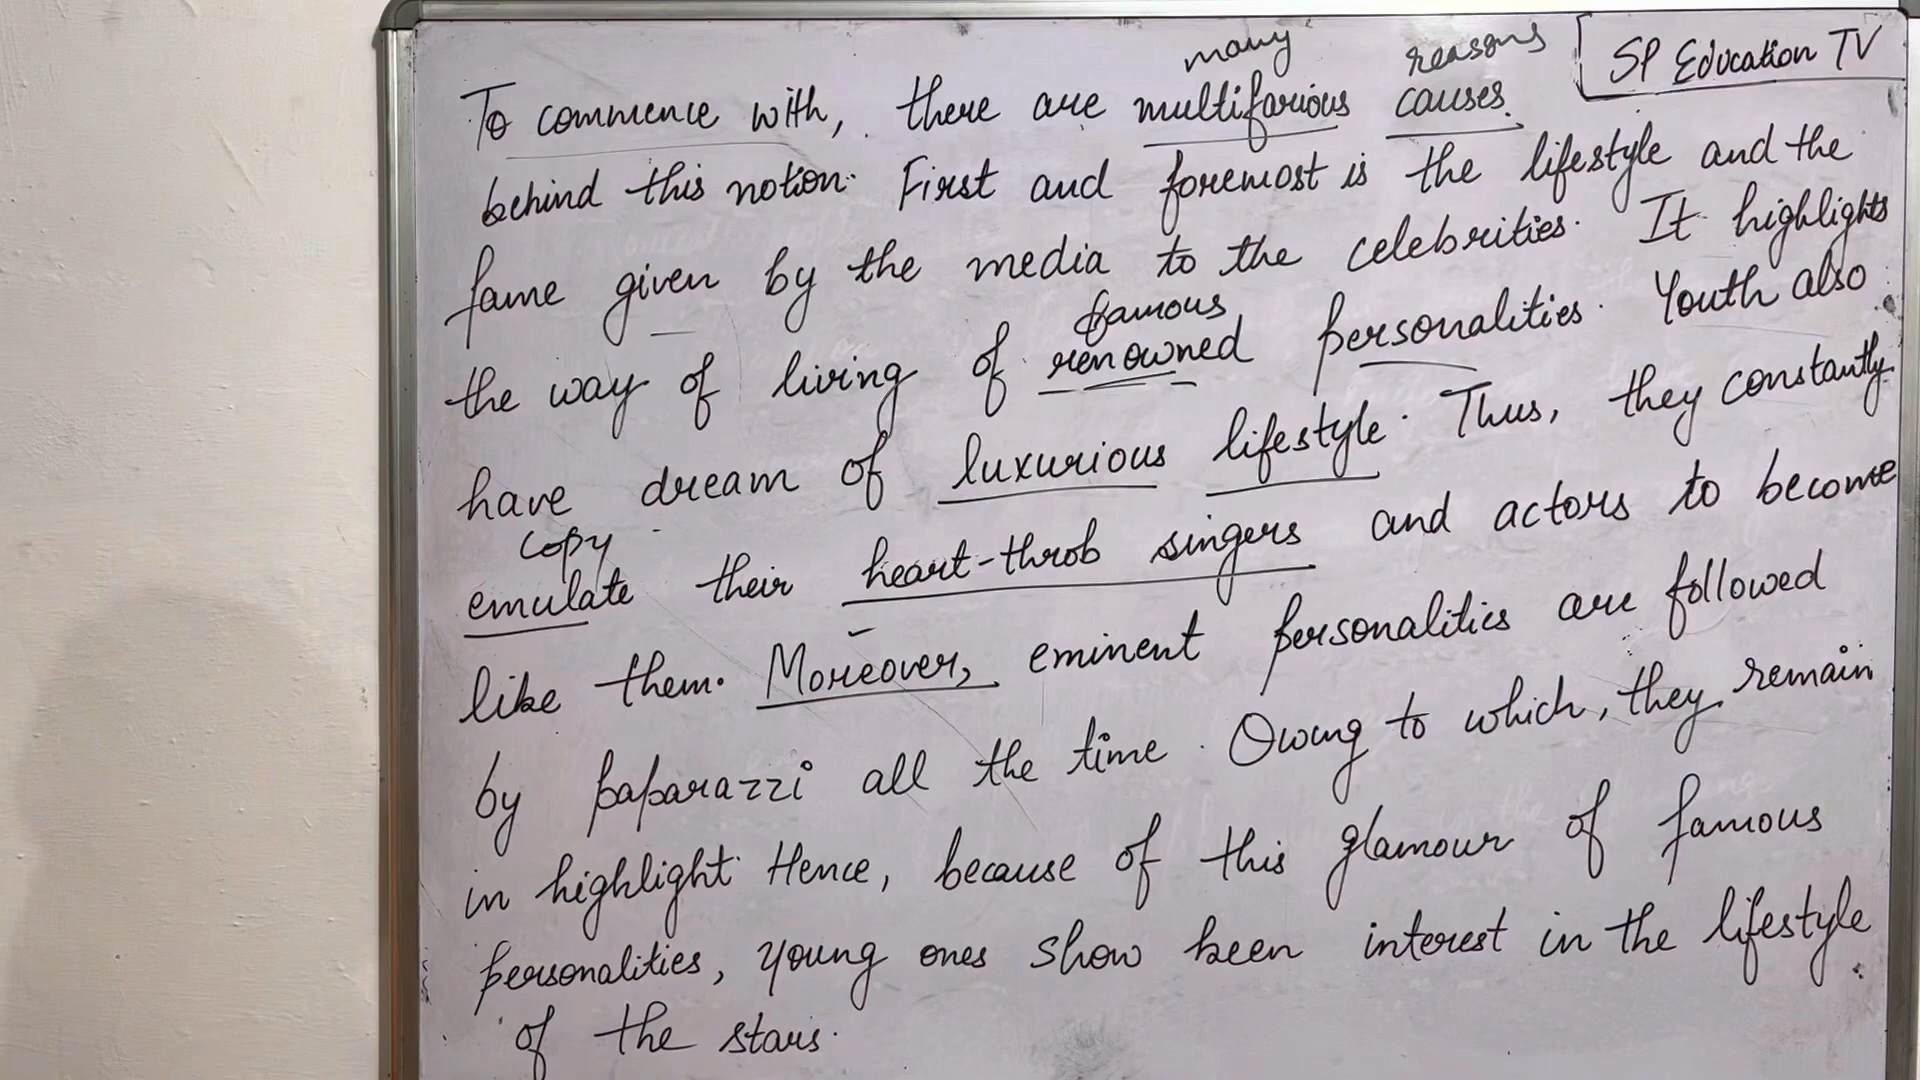 many reasons
SP Education TV
To commence with, there are multifarious causes.
behind this notion. First and foremost is the lifestyle and the
fame given by the media to the celebrities. It highlights
famous
the way of living of renowned personalities. Youth also
have dream of luxurious lifestyle. Thus, they constantly
copy
emulate their heart-throb singers and actors to become
like them. Moreover, eminent personalities are followed
by paparazzi all the time. Owing to which, they remain
in highlight. Hence, because of this glamour of famous
personalities, young ones show keen interest in the lifestyle
of the stars.